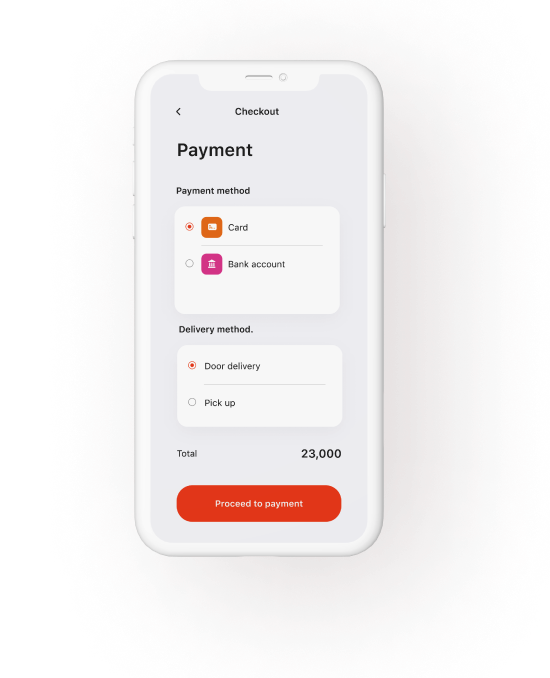 Checkout
Payment
Payment method
Card
Bank account
Delivery method.
Door delivery
Pick up
Total 23,000
Proceed to payment